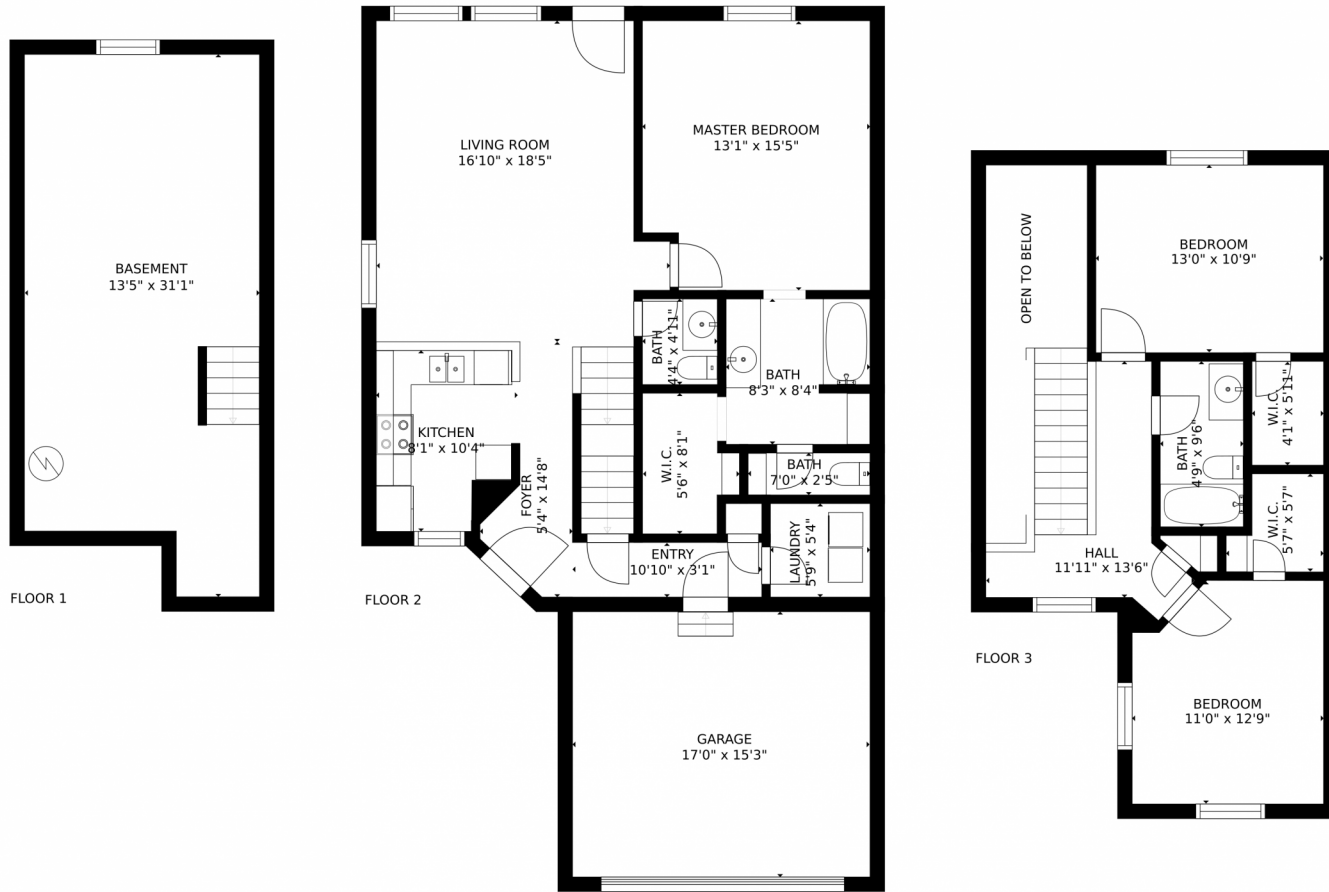 BASEMENT
13'5" x 31'1"
FLOOR 1
LIVING ROOM
16'10" x 18'5"
MASTER BEDROOM
13'1" x 15'5"
BATH
4'4" x 4'11"
BATH
8'3" x 8'4"
KITCHEN
8'1" x 10'4"
FOYER
5'4" x 14'8"
W.I.C.
5'6" x 8'1"
BATH
7'0" x 2'5"
ENTRY
10'10" x 3'1"
LAUNDRY
5'9" x 5'4"
FLOOR 2
GARAGE
17'0" x 15'3"
OPEN TO BELOW
BEDROOM
13'0" x 10'9"
BATH
4'9" x 9'6"
W.I.C.
4'1" x 5'11"
W.I.C.
5'7" x 5'7"
HALL
11'11" x 13'6"
FLOOR 3
BEDROOM
11'0" x 12'9"